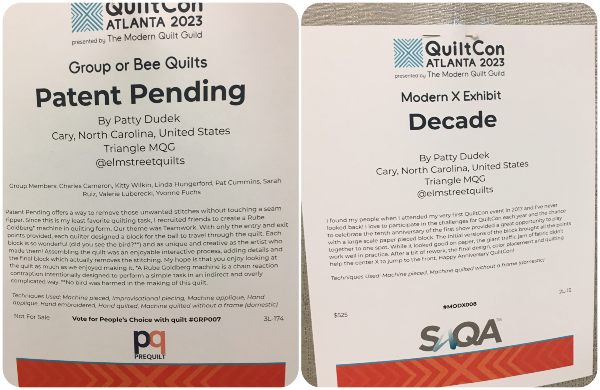 QuiltCon
ATLANTA 2023
presented by The Modern Quilt Guild
Group or Bee Quilts
Patent Pending
By Patty Dudek
Cary, North Carolina, United States
Triangle MQG
@elmstreetquilts
Group Members: Charles Cameron, Kitty Wilkin, Linda Hungerford, Pat Cummins, Sarah
Ruiz, Valerie Luberecki, Yvonne Fuchs
Patent Pending offers a way to remove those unwanted stitches without touching a seam
ripper. Since this is my least favorite quilting task, I recruited friends to create a Rube
Goldberg* machine in quilting form. Our theme was Teamwork. With only the entry and exit
points provided, each quilter designed a block for the ball to travel through the quilt. Each
block is so wonderful (did you see the bird?**) and as unique and creative as the artist who
made them! Assembling the quilt was an enjoyable interactive process, adding details and
the final block which actually removes the stitching. My hope is that you enjoy looking at
the quilt as much as we enjoyed making it. *A Rube Goldberg machine is a chain reaction
contraption intentionally designed to perform a simple task in an indirect and overly
complicated way. **No bird was harmed in the making of this quilt.
Techniques Used: Machine pieced, Improvisational piecing, Machine applique, Hand
applique, Hand embroidered, Hand quilted, Machine quilted without a frame (domestic)
Not For Sale
Vote for People's Choice with quilt #GRP007
3L-174
pq
PREQUILT
QuiltCon
ATLANTA 2023
presented by The Modern Quilt Guild
Modern X Exhibit
Decade
By Patty Dudek
Cary, North Carolina, United States
Triangle MQG
@elmstreetquilts
I found my people when I attended my very first QuiltCon event in 2013 and I've never
looked back! I love to participate in the challenges for QuiltCon each year and the chance
to celebrate the tenth anniversary of the first show provided a great opportunity to play
with a large scale paper pieced block. The initial work of the block brought all the points
together to one spot. While it looked good on paper, the giant traffic jam of fabric didn't
work well in practice. After a bit of rework, the final design, color placement and quilting
help the center X to jump to the front. Happy Anniversary QuiltCon!
Techniques Used: Machine pieced, Machine quilted without a frame (domestic)
$525
#MODX008
SAQA